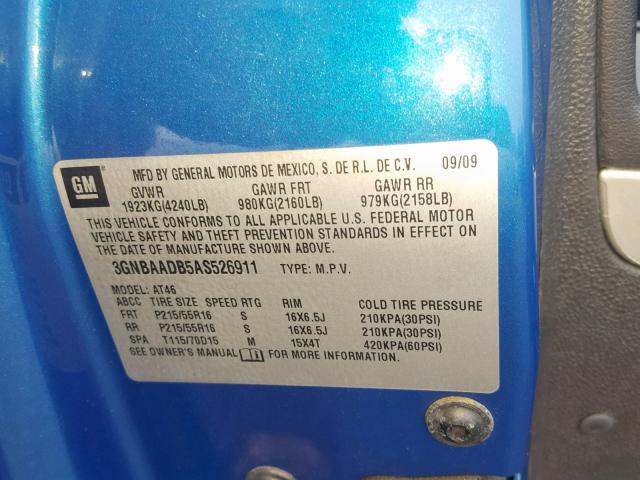 GM
MFD BY GENERAL MOTORS DE MEXICO, S. DE R.L. DE C.V. 09/09
GVWR GAWR FRT GAWR RR
1923KG(4240LB) 980KG(2160LB) 979KG(2158LB)
THIS VEHICLE CONFORMS TO ALL APPLICABLE U.S. FEDERAL MOTOR
VEHICLE SAFETY AND THEFT PREVENTION STANDARDS IN EFFECT ON
THE DATE OF MANUFACTURE SHOWN ABOVE.
3GNBAADB5AS526911 TYPE: M.P.V.
MODEL: AT46
ABCC TIRE SIZE SPEED RTG RIM COLD TIRE PRESSURE
FRT P215/55R16 S 16X6.5J 210KPA(30PSI)
RR P215/55R16 S 16X6.5J 210KPA(30PSI)
SPA T115/70D15 M 15X4T 420KPA(60PSI)
SEE OWNER'S MANUAL FOR MORE INFORMATION.